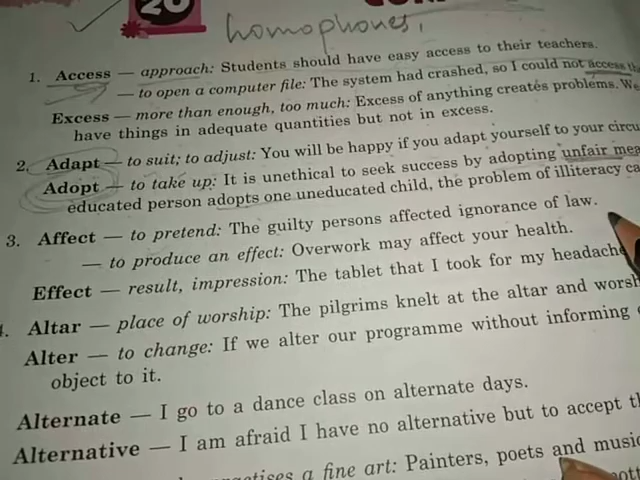 20
homophones,
1. Access — approach: Students should have easy access to their teachers.
— to open a computer file: The system had crashed, so I could not access
Excess — more than enough, too much: Excess of anything creates problems. We
have things in adequate quantities but not in excess.
2. Adapt — to suit; to adjust: You will be happy if you adapt yourself to your
Adopt — to take up: It is unethical to seek success by adopting unfair
educated person adopts one uneducated child, the problem of illiteracy
3. Affect — to pretend: The guilty persons affected ignorance of law.
— to produce an effect: Overwork may affect your health.
Effect — result, impression: The tablet that I took for my headache
4. Altar — place of worship: The pilgrims knelt at the altar and
Alter — to change: If we alter our programme without informing
object to it.
Alternate — I go to a dance class on alternate days.
Alternative — I am afraid I have no alternative but to accept
a fine art: Painters, poets and